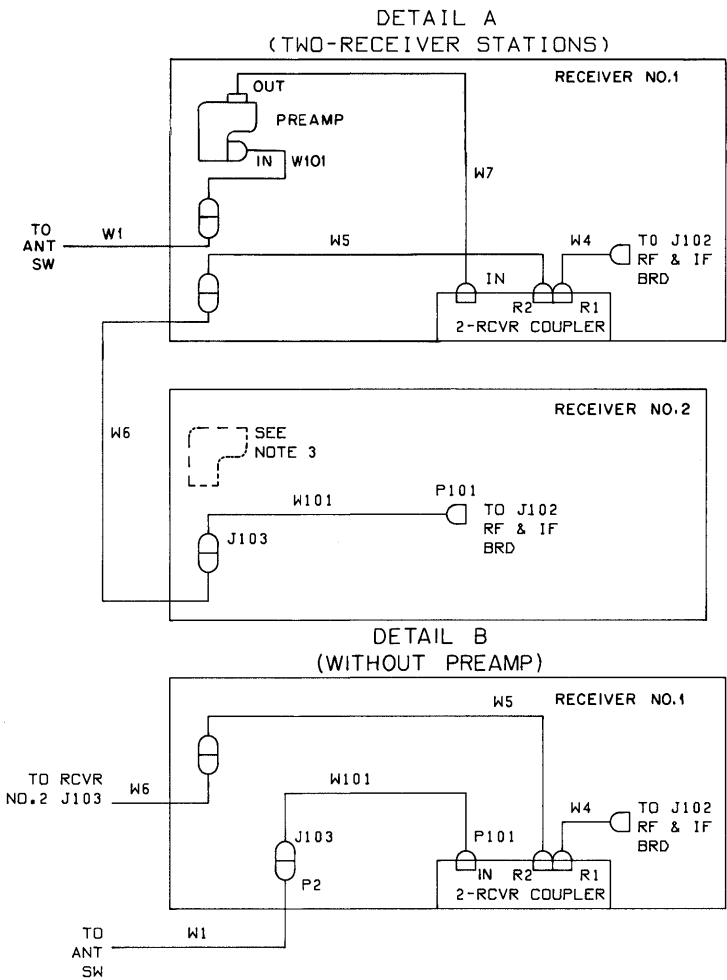 DETAIL A
(TWO-RECEIVER STATIONS)
RECEIVER NO.1
OUT
PREAMP
IN
W101
W7
TO
ANT
SW
W1
W5
W4
TO J102
RF & IF
BRD
IN
R2
R1
2-RCVR COUPLER
W6
RECEIVER NO.2
SEE
NOTE 3
W101
P101
TO J102
RF & IF
BRD
J103
DETAIL B
(WITHOUT PREAMP)
W5
RECEIVER NO.1
TO RCVR
NO.2 J103
W6
W101
W4
TO J102
RF & IF
BRD
J103
P101
P2
IN
R2
R1
2-RCVR COUPLER
TO
ANT
SW
W1